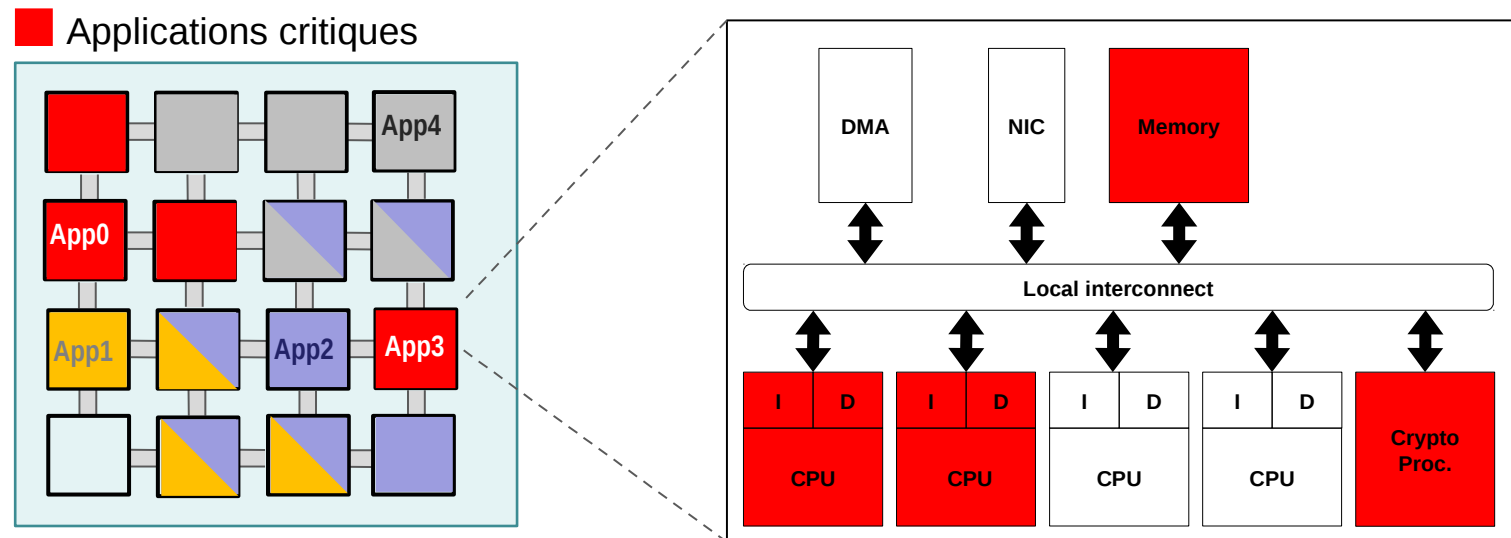 Applications critiques
App4
App0
App1
App2
App3
DMA
NIC
Memory
Local interconnect
I D
CPU
I D
CPU
I D
CPU
I D
CPU
Crypto
Proc.